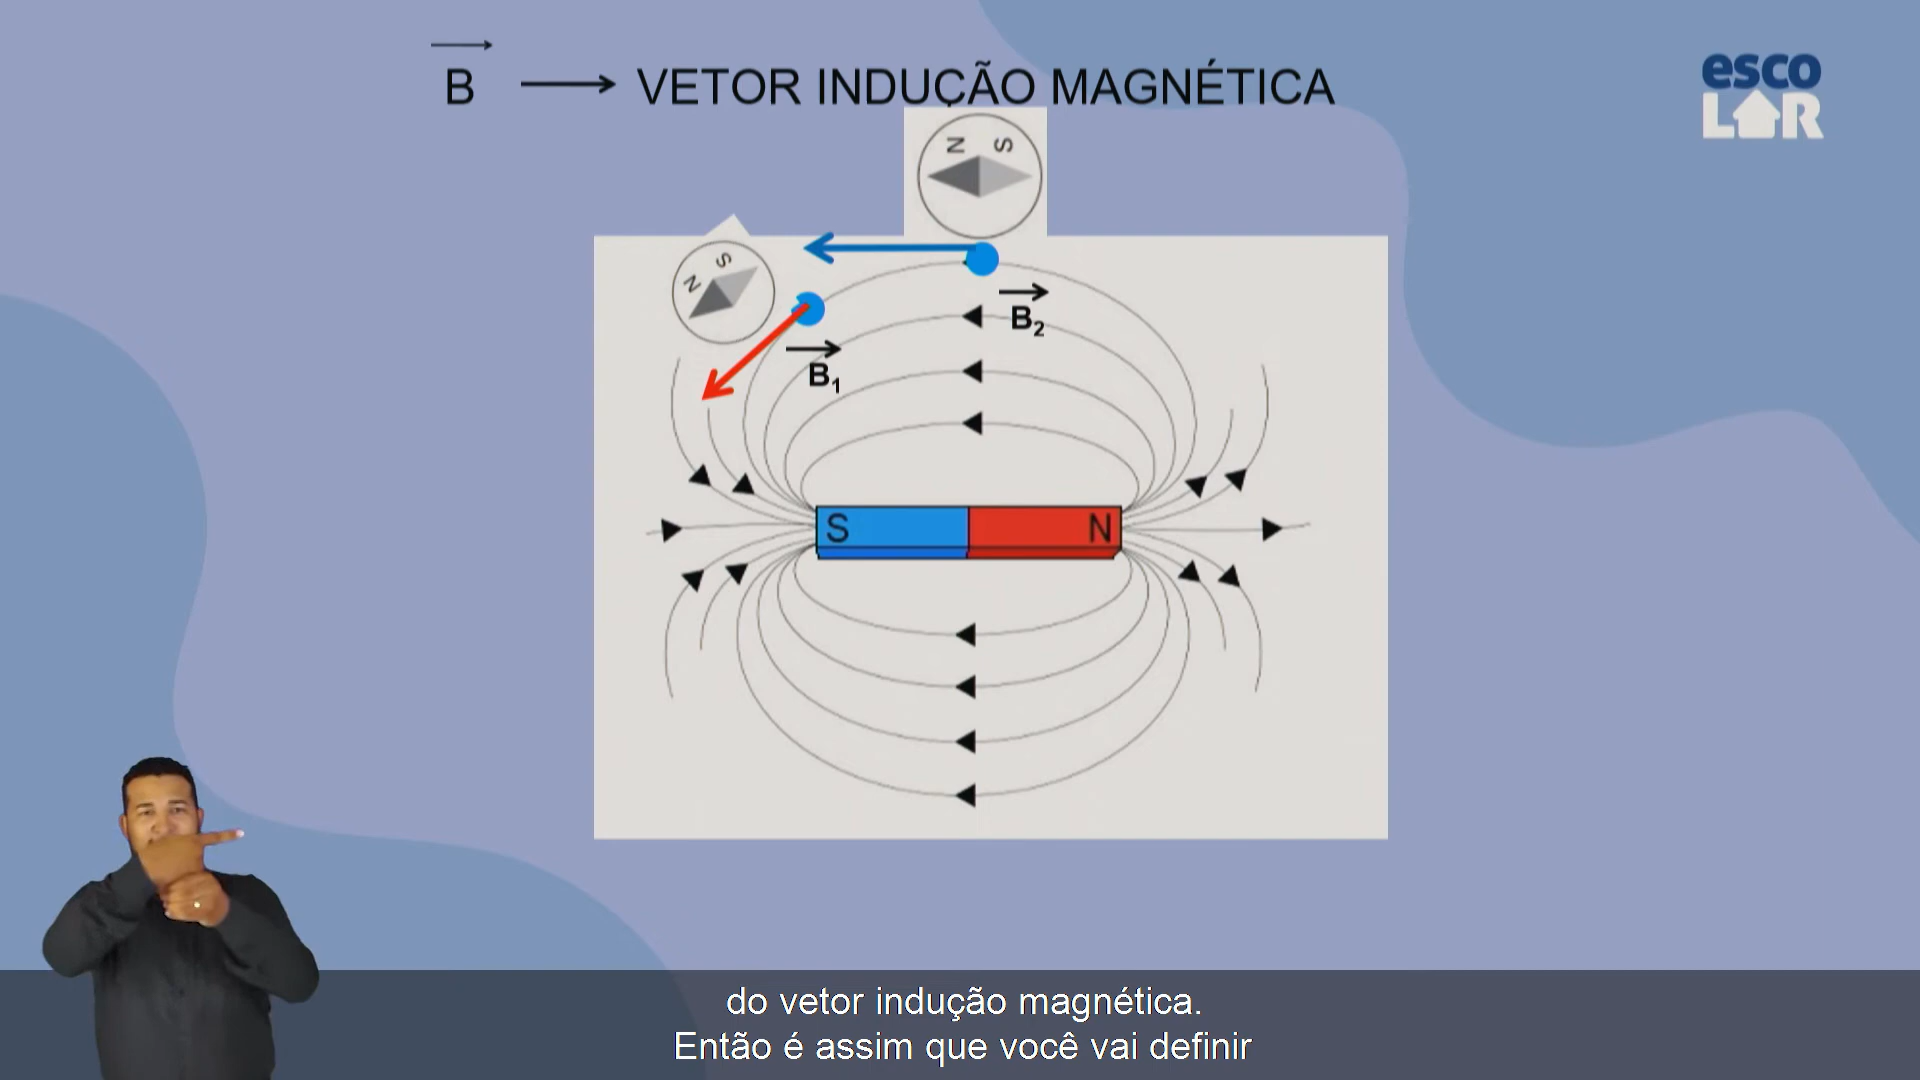 B VETOR INDUÇÃO MAGNÉTICA
esco
LAR
N S
S
N
B2
B1
S N
do vetor indução magnética.
Então é assim que você vai definir